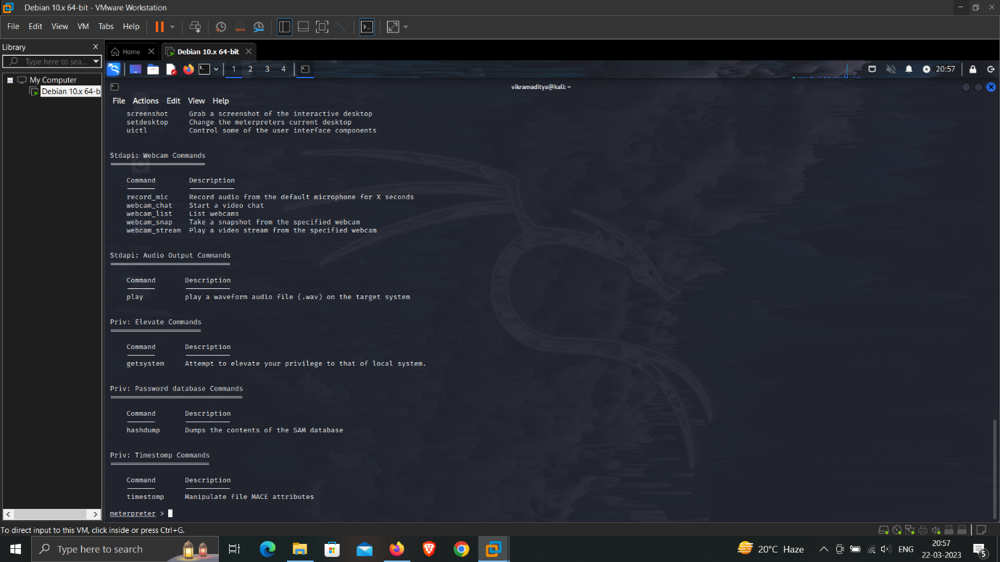 Debian 10.x 64-bit - VMware Workstation
File Edit View VM Tabs Help
Library
Home
Debian 10.x 64-bit
Type here to sea...
1 2 3 4
20:57
My Computer
Debian 10.x 64-b
vikramaditya@kali: ~
File Actions Edit View Help
screenshot Grab a screenshot of the interactive desktop
setdesktop Change the meterpreters current desktop
uictl Control some of the user interface components
Stdapi: Webcam Commands
Command Description
record_mic Record audio from the default microphone for X seconds
webcam_chat Start a video chat
webcam_list List webcams
webcam_snap Take a snapshot from the specified webcam
webcam_stream Play a video stream from the specified webcam
Stdapi: Audio Output Commands
Command Description
play play a waveform audio file (.wav) on the target system
Priv: Elevate Commands
Command Description
getsystem Attempt to elevate your privilege to that of local system.
Priv: Password database Commands
Command Description
hashdump Dumps the contents of the SAM database
Priv: Timestomp Commands
Command Description
timestomp Manipulate file MACE attributes
meterpreter >
To direct input to this VM, click inside or press Ctrl+G.
Type here to search
20°C Haze
ENG
20:57
22-03-2023
5